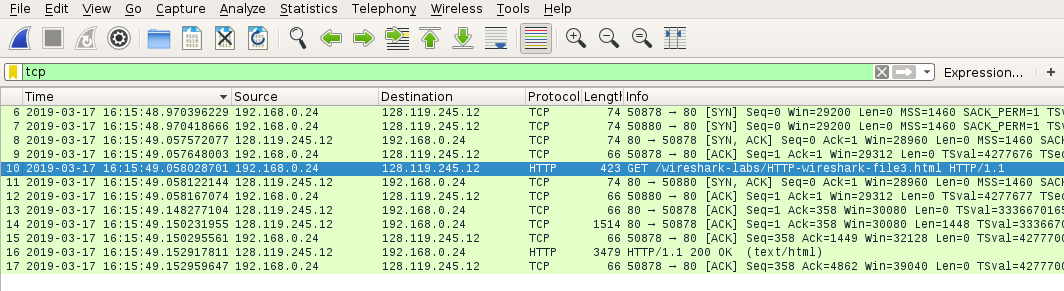 File Edit View Go Capture Analyze Statistics Telephony Wireless Tools Help
tcp Expression... +
Time Source Destination Protocol Length Info
6 2019-03-17 16:15:48.970396229 192.168.0.24 128.119.245.12 TCP 74 50878 → 80 [SYN] Seq=0 Win=29200 Len=0 MSS=1460 SACK_PERM=1 TSv
7 2019-03-17 16:15:48.970418666 192.168.0.24 128.119.245.12 TCP 74 50880 → 80 [SYN] Seq=0 Win=29200 Len=0 MSS=1460 SACK_PERM=1 TSv
8 2019-03-17 16:15:49.057572077 128.119.245.12 192.168.0.24 TCP 74 80 → 50878 [SYN, ACK] Seq=0 Ack=1 Win=28960 Len=0 MSS=1460 SACK
9 2019-03-17 16:15:49.057648003 192.168.0.24 128.119.245.12 TCP 66 50878 → 80 [ACK] Seq=1 Ack=1 Win=29312 Len=0 TSval=4277676 TSec
10 2019-03-17 16:15:49.058028701 192.168.0.24 128.119.245.12 HTTP 423 GET /wireshark-labs/HTTP-wireshark-file3.html HTTP/1.1
11 2019-03-17 16:15:49.058122144 128.119.245.12 192.168.0.24 TCP 74 80 → 50880 [SYN, ACK] Seq=0 Ack=1 Win=28960 Len=0 MSS=1460 SACK
12 2019-03-17 16:15:49.058167074 192.168.0.24 128.119.245.12 TCP 66 50880 → 80 [ACK] Seq=1 Ack=1 Win=29312 Len=0 TSval=4277677 TSec
13 2019-03-17 16:15:49.148277104 128.119.245.12 192.168.0.24 TCP 66 80 → 50878 [ACK] Seq=1 Ack=358 Win=30080 Len=0 TSval=3336670165
14 2019-03-17 16:15:49.150231955 128.119.245.12 192.168.0.24 TCP 1514 80 → 50878 [ACK] Seq=1 Ack=358 Win=30080 Len=1448 TSval=3336670
15 2019-03-17 16:15:49.150295561 192.168.0.24 128.119.245.12 TCP 66 50878 → 80 [ACK] Seq=358 Ack=1449 Win=32128 Len=0 TSval=4277700
16 2019-03-17 16:15:49.152917811 128.119.245.12 192.168.0.24 HTTP 3479 HTTP/1.1 200 OK (text/html)
17 2019-03-17 16:15:49.152959647 192.168.0.24 128.119.245.12 TCP 66 50878 → 80 [ACK] Seq=358 Ack=4862 Win=39040 Len=0 TSval=4277700